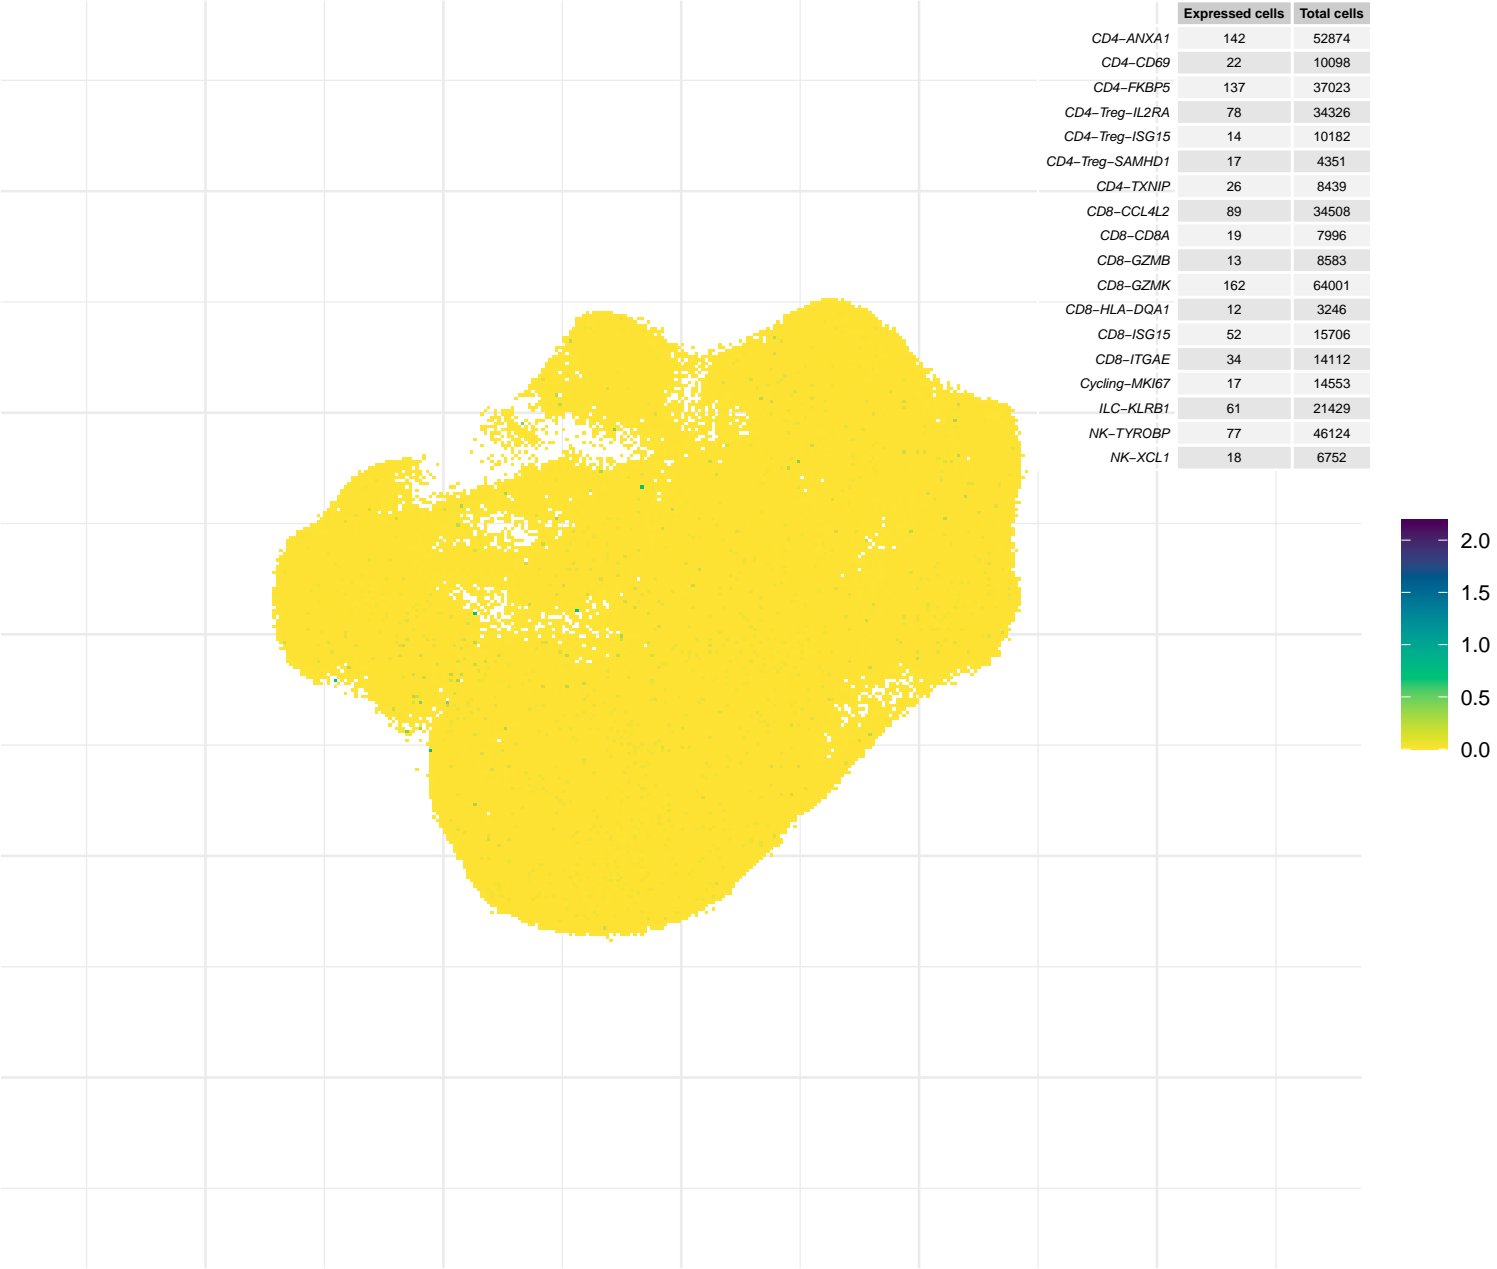 Expressed cells Total cells
CD4−ANXA1 142 52874
CD4−CD69 22 10098
CD4−FKBP5 137 37023
CD4−Treg−IL2RA 78 34326
CD4−Treg−ISG15 14 10182
CD4−Treg−SAMHD1 17 4351
CD4−TXNIP 26 8439
CD8−CCL4L2 89 34508
CD8−CD8A 19 7996
CD8−GZMB 13 8583
CD8−GZMK 162 64001
CD8−HLA−DQA1 12 3246
CD8−ISG15 52 15706
CD8−ITGAE 34 14112
Cycling−MKI67 17 14553
ILC−KLRB1 61 21429
NK−TYROBP 77 46124
NK−XCL1 18 6752
2.0
1.5
1.0
0.5
0.0